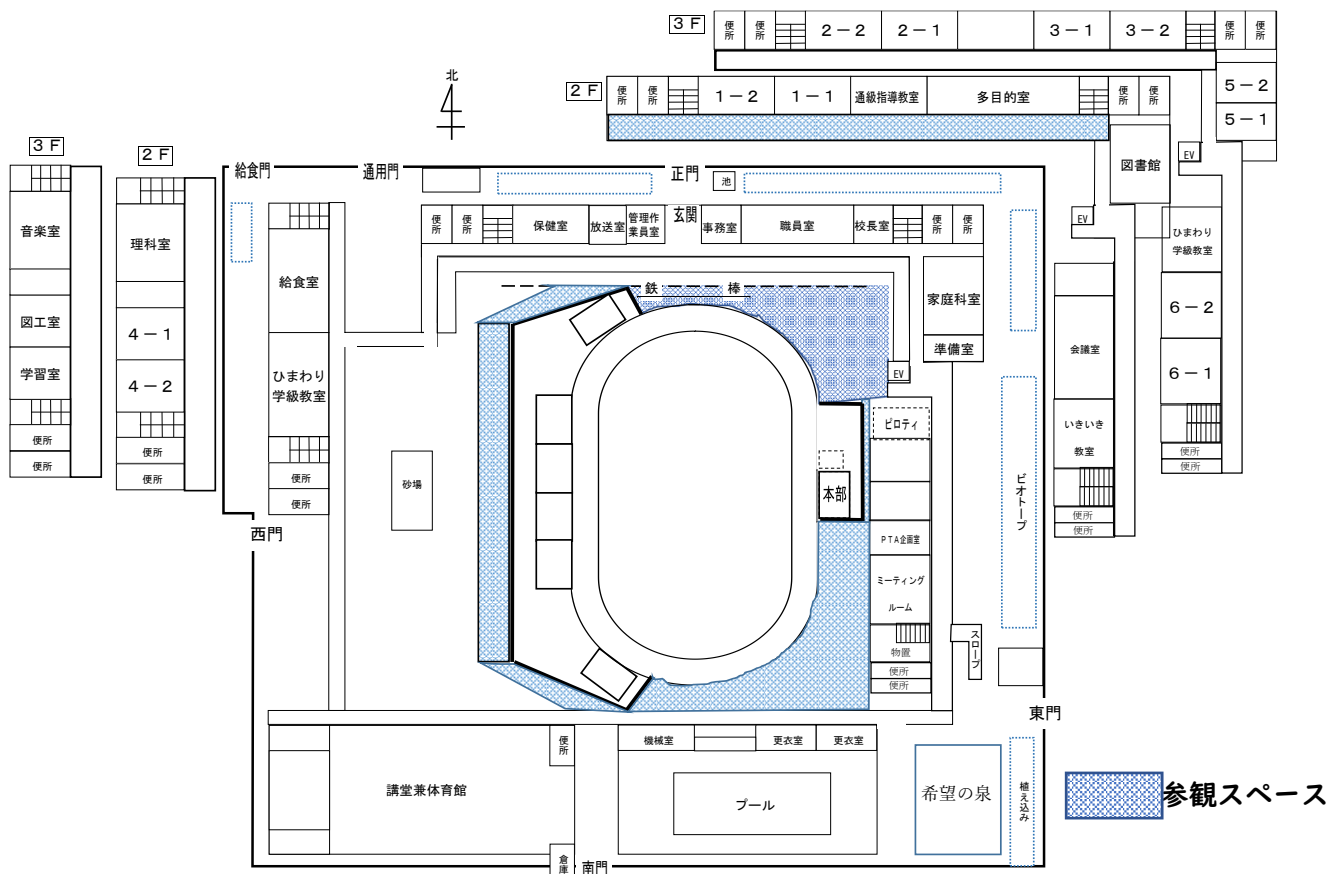 3F
便所
便所
2-2
2-1
3-1
3-2
便所
便所
5-2
5-1
北
2F
便所
便所
1-2
1-1
通級指導教室
多目的室
便所
便所
図書館
EV
3F
2F
給食門
通用門
正門
池
音楽室
図工室
学習室
便所
便所
理科室
4-1
4-2
便所
便所
給食室
ひまわり
学級教室
便所
便所
西門
便所
便所
保健室
放送室
管理作
業員室
玄関
事務室
職員室
校長室
便所
便所
家庭科室
準備室
EV
鉄棒
砂場
本部
ピロティ
PTA企画室
ミーティング
ルーム
物置
便所
便所
スロープ
ビオトープ
EV
会議室
いきいき
教室
便所
便所
ひまわり
学級教室
6-2
6-1
便所
便所
東門
講堂兼体育館
便所
倉庫
南門
機械室
更衣室
更衣室
プール
希望の泉
植え込み
参観スペース